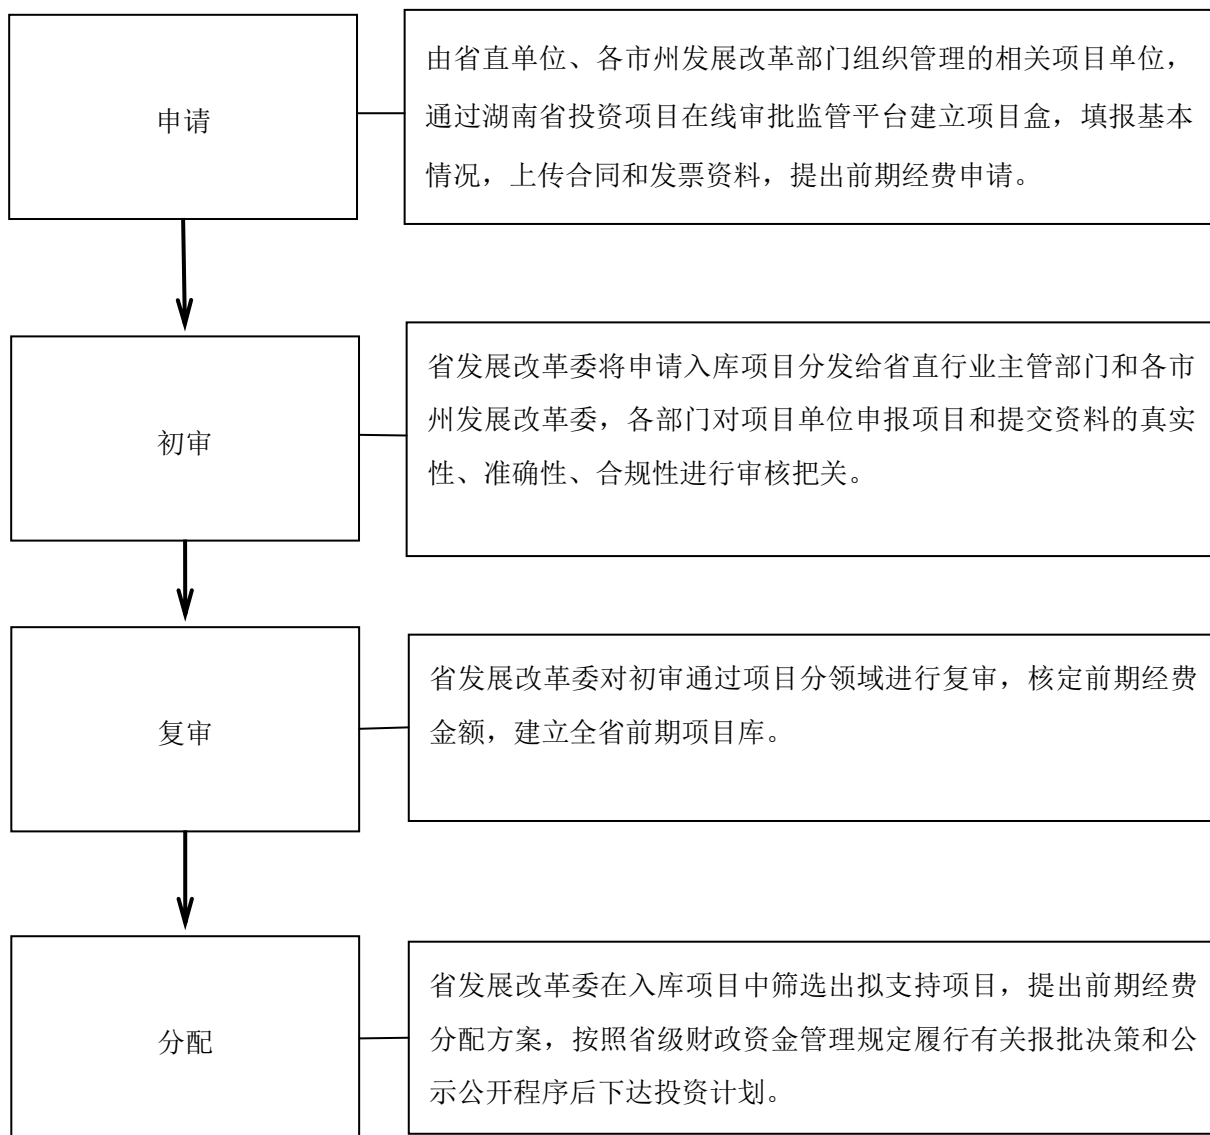 申请
由省直单位、各市州发展改革部门组织管理的相关项目单位，
通过湖南省投资项目在线审批监管平台建立项目盒，填报基本
情况，上传合同和发票资料，提出前期经费申请。
初审
省发展改革委将申请入库项目分发给省直行业主管部门和各市
州发展改革委，各部门对项目单位申报项目和提交资料的真实
性、准确性、合规性进行审核把关。
复审
省发展改革委对初审通过项目分领域进行复审，核定前期经费
金额，建立全省前期项目库。
分配
省发展改革委在入库项目中筛选出拟支持项目，提出前期经费
分配方案，按照省级财政资金管理规定履行有关报批决策和公
示公开程序后下达投资计划。